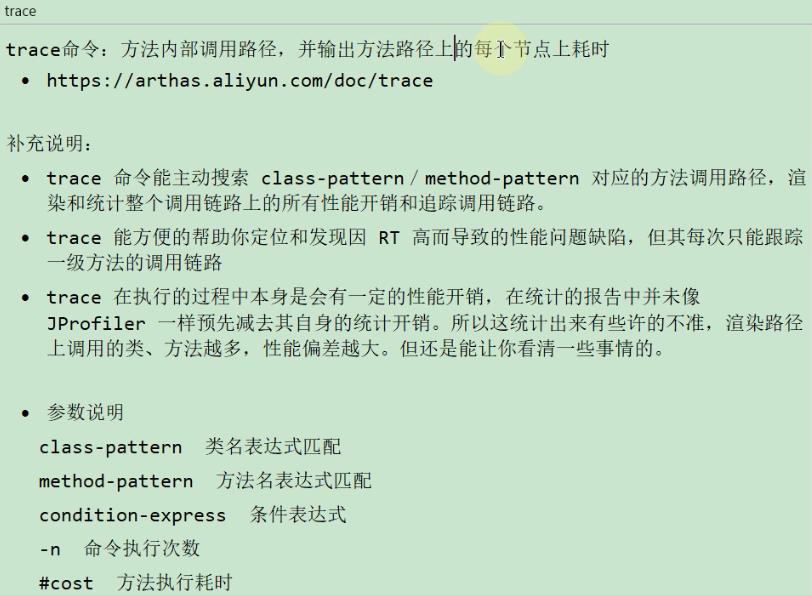 trace
trace命令：方法内部调用路径，并输出方法路径上的每个节点上耗时
• https://arthas.aliyun.com/doc/trace
补充说明：
• trace 命令能主动搜索 class-pattern／method-pattern 对应的方法调用路径，渲
染和统计整个调用链路上的所有性能开销和追踪调用链路。
• trace 能方便的帮助你定位和发现因 RT 高而导致的性能问题缺陷，但其每次只能跟踪
一级方法的调用链路
• trace 在执行的过程中本身是会有一定的性能开销，在统计的报告中并未像
JProfiler 一样预先减去其自身的统计开销。所以这统计出来有些许的不准，渲染路径
上调用的类、方法越多，性能偏差越大。但还是能让你看清一些事情的。
• 参数说明
class-pattern 类名表达式匹配
method-pattern 方法名表达式匹配
condition-express 条件表达式
-n 命令执行次数
#cost 方法执行耗时